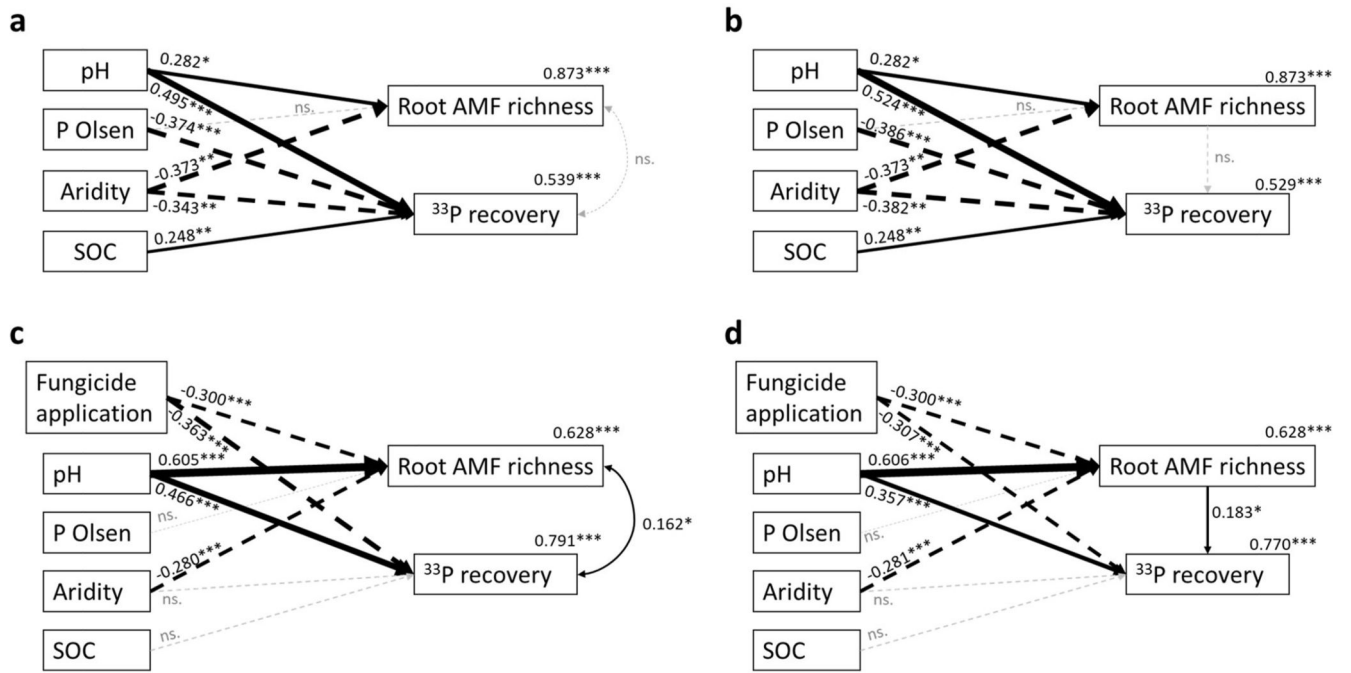 a
pH
P Olsen
Aridity
SOC
0.282*
0.495***
-0.374***
ns.
-0.373**
-0.343**
0.248**
0.873***
Root AMF richness
ns.
0.539***
³³P recovery
b
pH
P Olsen
Aridity
SOC
0.282*
0.524***
-0.386***
ns.
-0.373**
-0.382**
0.248**
0.873***
Root AMF richness
ns.
0.529***
³³P recovery
c
Fungicide
application
pH
P Olsen
Aridity
SOC
-0.300***
-0.363***
0.605***
0.466***
ns.
-0.280***
ns.
ns.
0.628***
Root AMF richness
0.162*
0.791***
³³P recovery
d
Fungicide
application
pH
P Olsen
Aridity
SOC
-0.300***
-0.307***
0.606***
0.357***
ns.
-0.281***
ns.
ns.
0.628***
Root AMF richness
0.183*
0.770***
³³P recovery